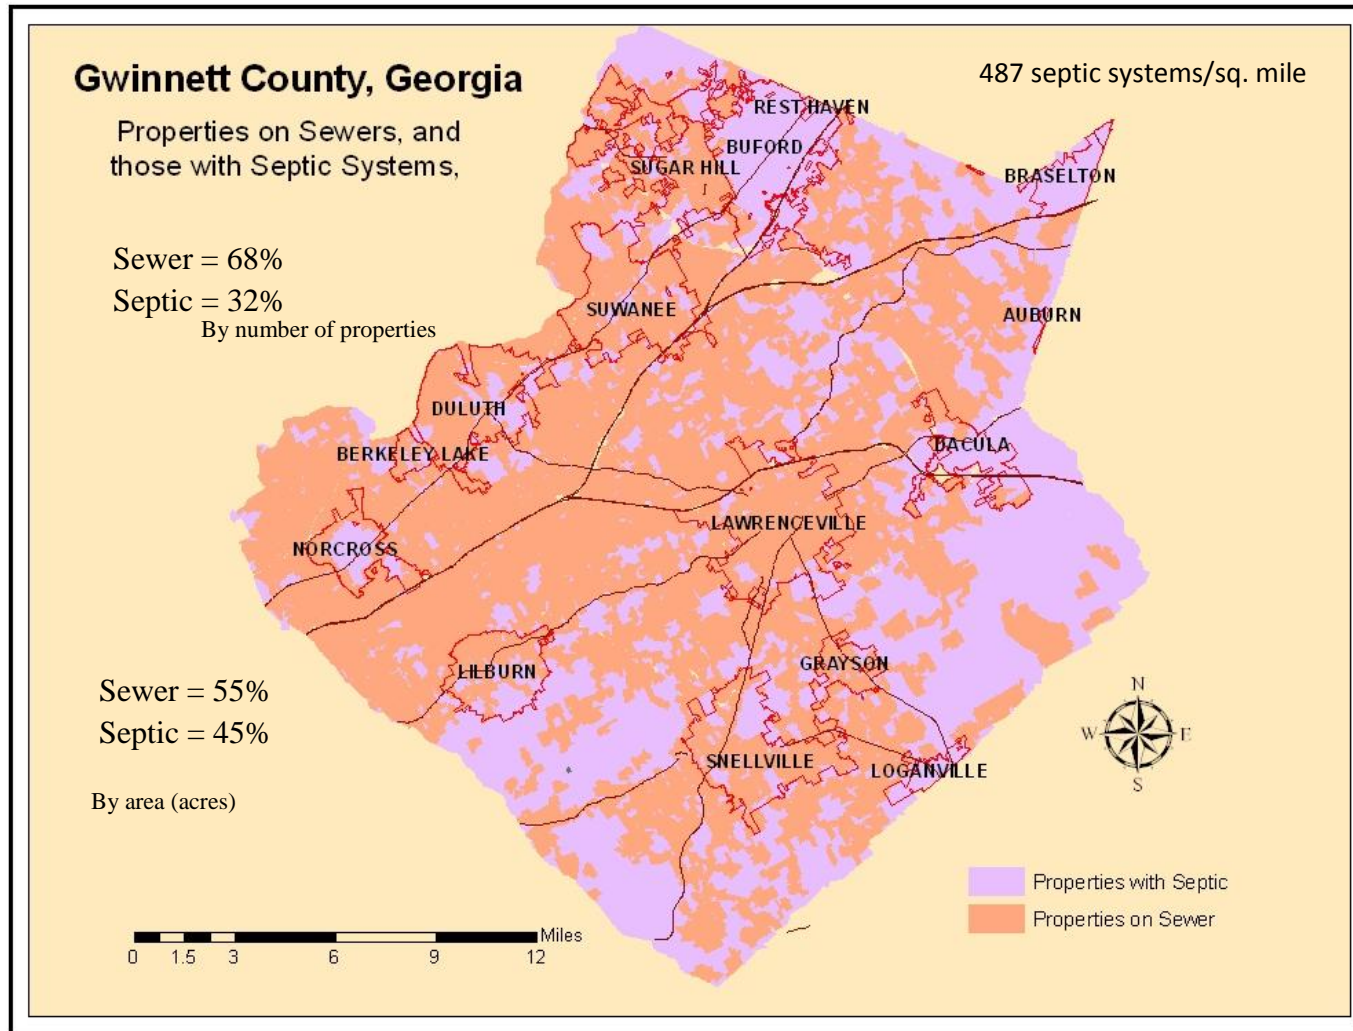 Gwinnett County, Georgia
487 septic systems/sq. mile
Properties on Sewers, and
those with Septic Systems,
Sewer = 68%
Septic = 32%
By number of properties
REST HAVEN
BUFORD
SUGAR HILL
BRASELTON
SUWANEE
AUBURN
DULUTH
BERKELEY LAKE
DACULA
LAWRENCEVILLE
NORCROSS
LILBURN
GRAYSON
SNELLVILLE
LOGANVILLE
Sewer = 55%
Septic = 45%
By area (acres)
N
W E
S
Properties with Septic
Properties on Sewer
Miles
0 1.5 3 6 9 12